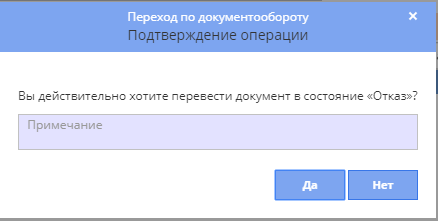 Переход по документообороту
Подтверждение операции
Вы действительно хотите перевести документ в состояние «Отказ»?
Примечание
Да Нет